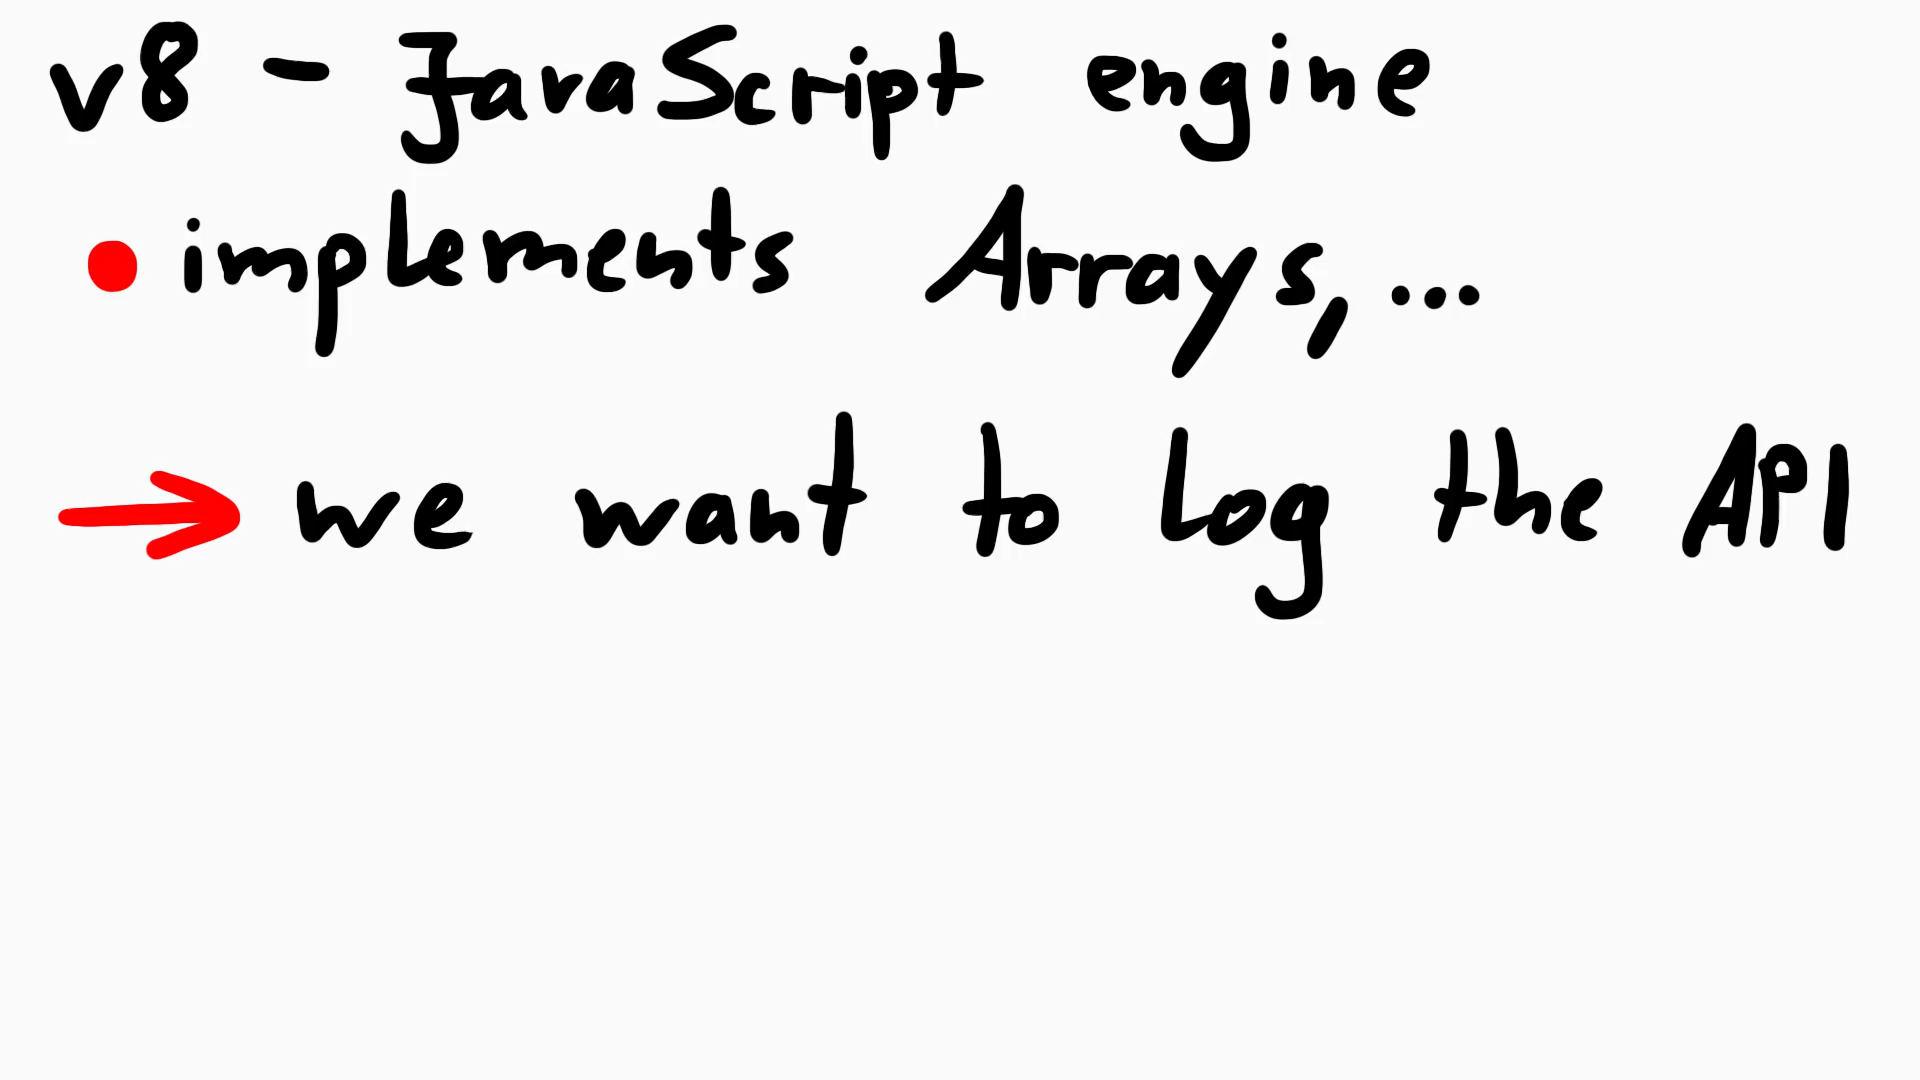 v8 - JavaScript engine
• implements Arrays, ...
→ we want to log the API